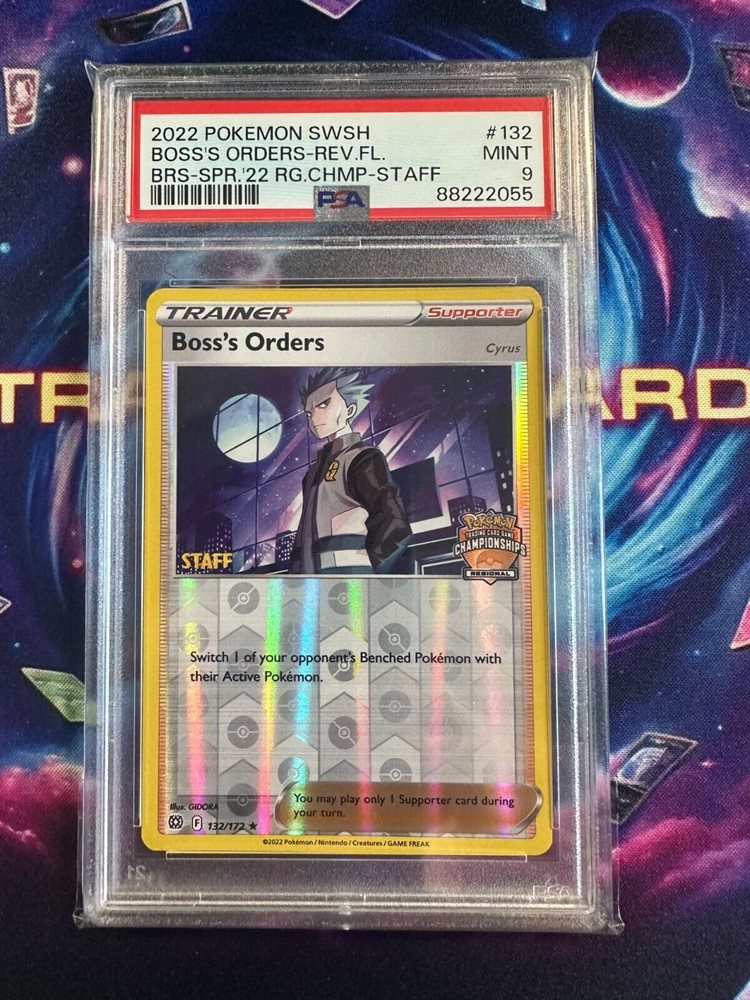 2022 POKEMON SWSH #132
BOSS'S ORDERS-REV.FL. MINT
BRS-SPR.'22 RG.CHMP-STAFF 9
PSA 88222055
TRAINER Supporter
Boss's Orders Cyrus
TR ARD
STAFF
Pokémon
TRADING CARD GAME
CHAMPIONSHIPS
REGIONAL
Switch 1 of your opponent's Benched Pokémon with
their Active Pokémon.
You may play only 1 Supporter card during
your turn.
Illus. GIDORA
F 132/172 ★
©2022 Pokémon / Nintendo / Creatures / GAME FREAK
PSA